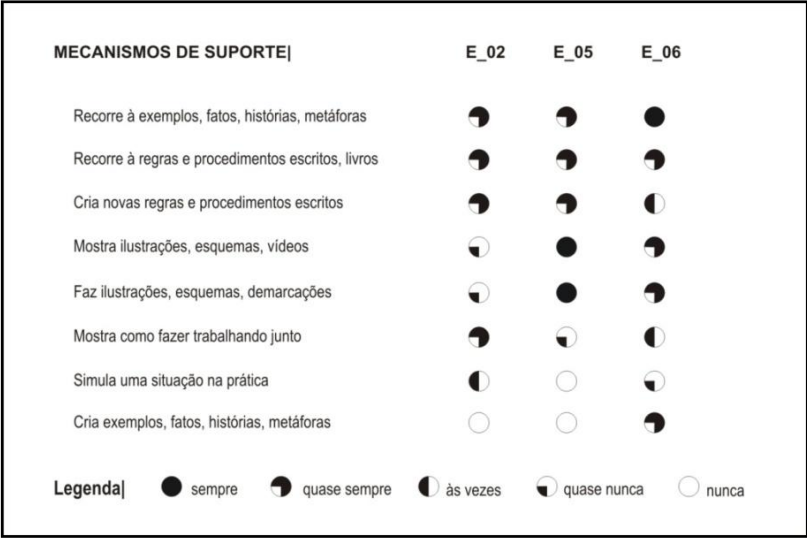 MECANISMOS DE SUPORTE| E_02 E_05 E_06
Recorre à exemplos, fatos, histórias, metáforas
Recorre à regras e procedimentos escritos, livros
Cria novas regras e procedimentos escritos
Mostra ilustrações, esquemas, vídeos
Faz ilustrações, esquemas, demarcações
Mostra como fazer trabalhando junto
Simula uma situação na prática
Cria exemplos, fatos, histórias, metáforas
Legenda| sempre quase sempre às vezes quase nunca nunca